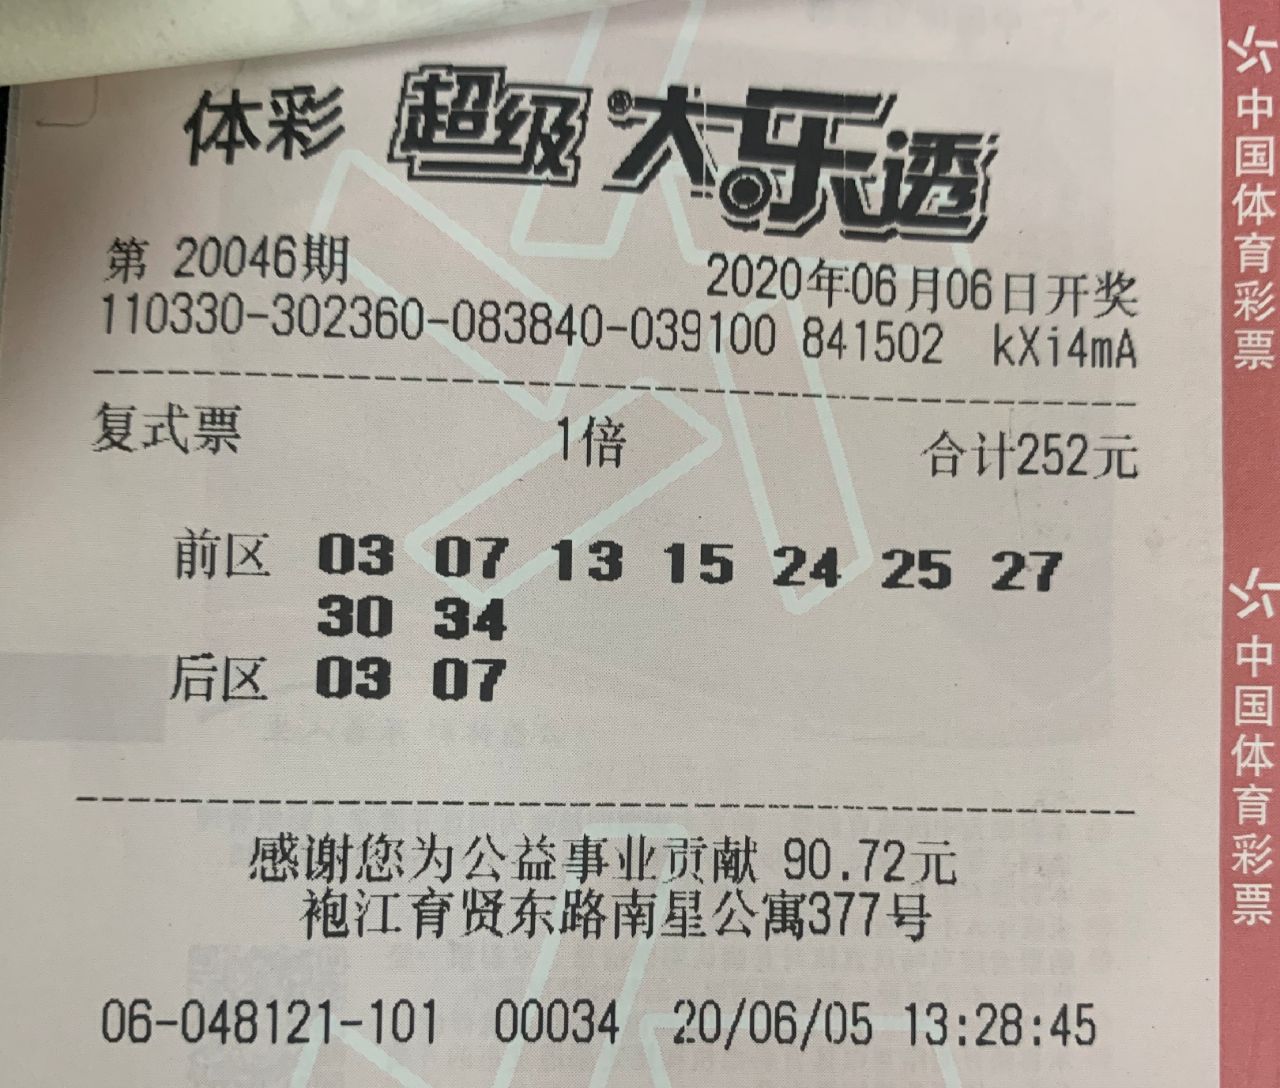 体彩 超级大乐透
第 20046期 2020年06月06日开奖
110330-302360-083840-039100 841502 kXi4mA
复式票 1倍 合计252元
前区 03 07 13 15 24 25 27
30 34
后区 03 07
感谢您为公益事业贡献 90.72元
袍江育贤东路南星公寓377号
06-048121-101 00034 20/06/05 13:28:45
中国体育彩票
中国体育彩票